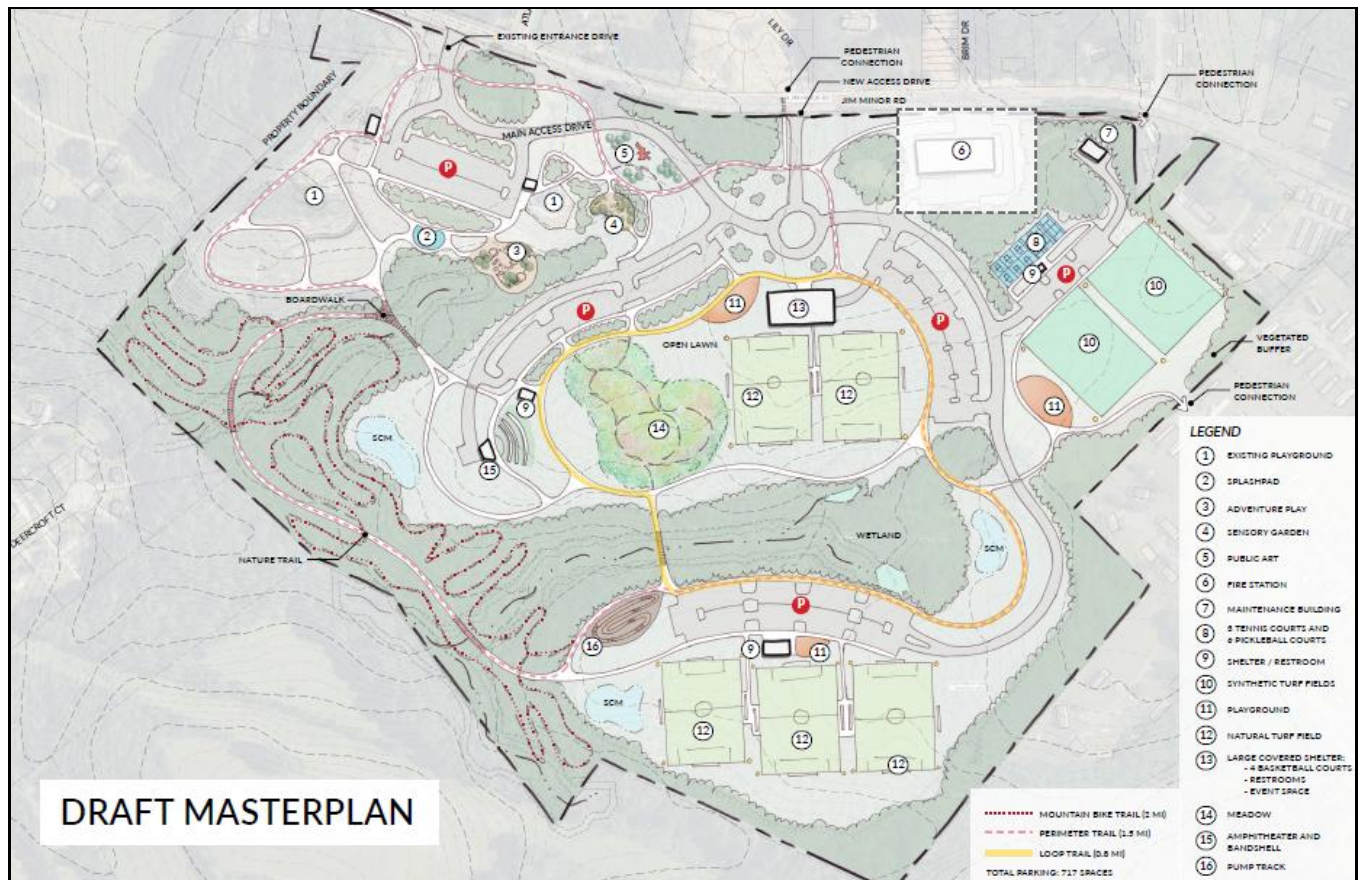 EXISTING ENTRANCE DRIVE
LILY DR
BRIM DR
PEDESTRIAN
CONNECTION
NEW ACCESS DRIVE
JIM MINOR RD
PEDESTRIAN
CONNECTION
PROPERTY BOUNDARY
MAIN ACCESS DRIVE
7
5
6
P
1
1
4
2
3
8
9
P
10
BOARDWALK
11
13
P
P
OPEN LAWN
10
VEGETATED
BUFFER
12
12
9
11
PEDESTRIAN
CONNECTION
14
SCM
15
DEERCROFT CT
WETLAND
SCM
NATURE TRAIL
P
16
9
11
SCM
12
12
12
DRAFT MASTERPLAN
LEGEND
1 EXISTING PLAYGROUND
2 SPLASHPAD
3 ADVENTURE PLAY
4 SENSORY GARDEN
5 PUBLIC ART
6 FIRE STATION
7 MAINTENANCE BUILDING
8 TENNIS COURTS AND
6 PICKLEBALL COURTS
9 SHELTER / RESTROOM
10 SYNTHETIC TURF FIELDS
11 PLAYGROUND
12 NATURAL TURF FIELD
13 LARGE COVERED SHELTER:
- 4 BASKETBALL COURTS
- RESTROOMS
- EVENT SPACE
14 MEADOW
15 AMPHITHEATER AND
BANDSHELL
16 PUMP TRACK
MOUNTAIN BIKE TRAIL (2 MI)
PERIMETER TRAIL (1.5 MI)
LOOP TRAIL (0.8 MI)
TOTAL PARKING: 717 SPACES